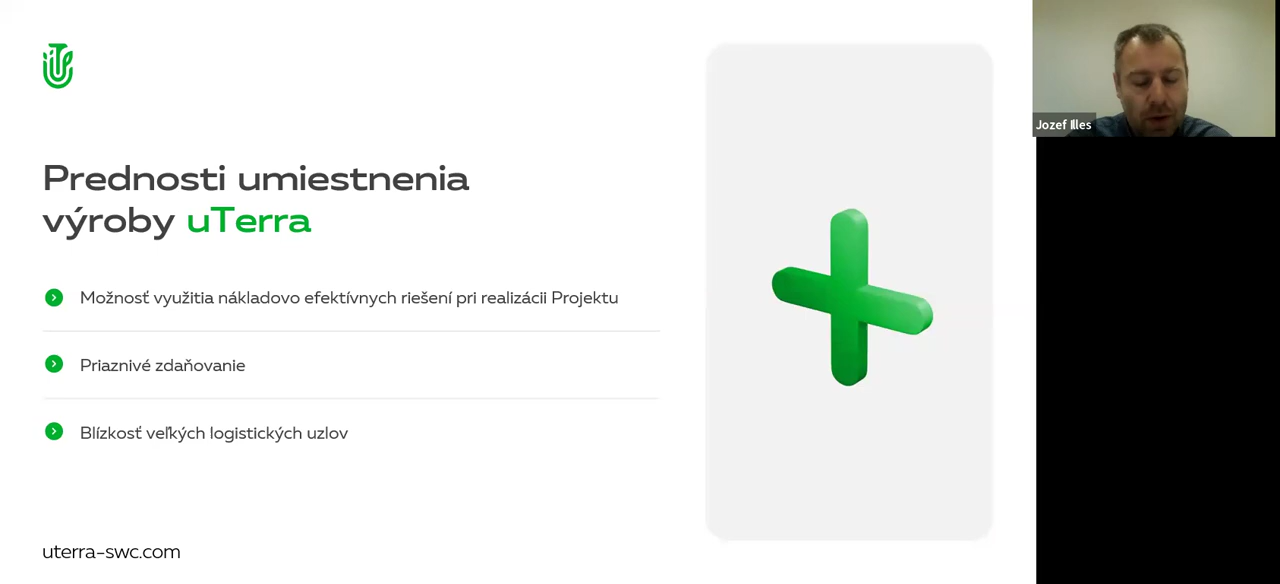 Prednosti umiestnenia
výroby uTerra
Možnosť využitia nákladovo efektívnych riešení pri realizácii Projektu
Priaznivé zdaňovanie
Blízkosť veľkých logistických uzlov
uterra-swc.com
Jozef Illes